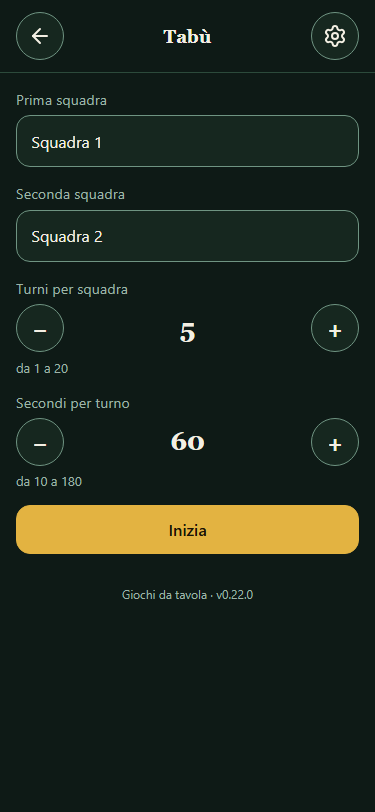 Tabù
Prima squadra
Squadra 1
Seconda squadra
Squadra 2
Turni per squadra
− 5 +
da 1 a 20
Secondi per turno
− 60 +
da 10 a 180
Inizia
Giochi da tavola · v0.22.0